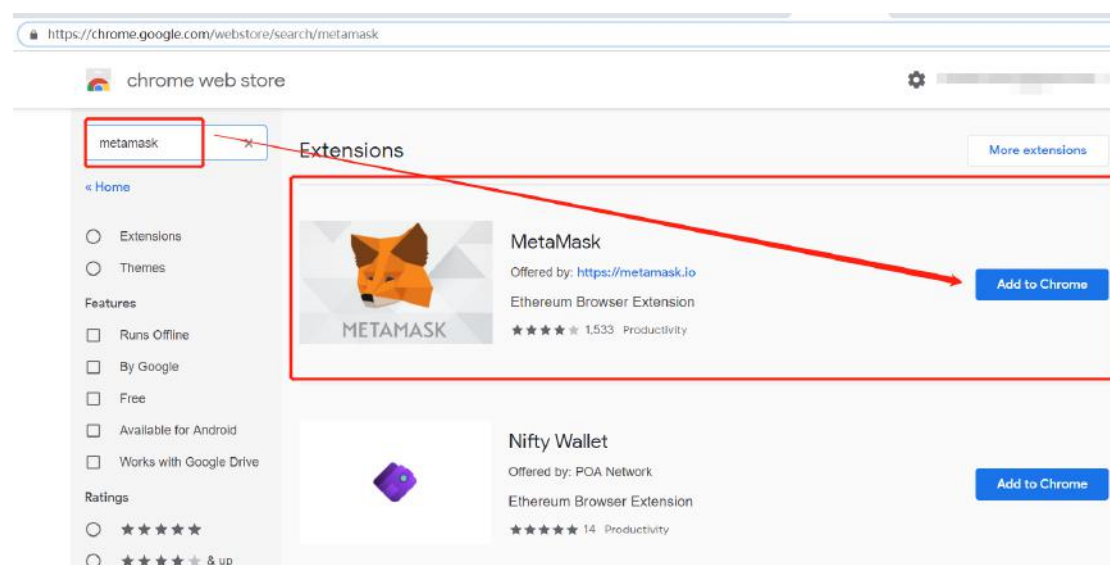 https://chrome.google.com/webstore/search/metamask
chrome web store
metamask ×
« Home
Extensions
Themes
Features
Runs Offline
By Google
Free
Available for Android
Works with Google Drive
Ratings
& up
Extensions
More extensions
METAMASK
MetaMask
Offered by: https://metamask.io
Ethereum Browser Extension
1,533 Productivity
Add to Chrome
Nifty Wallet
Offered by: POA Network
Ethereum Browser Extension
14 Productivity
Add to Chrome